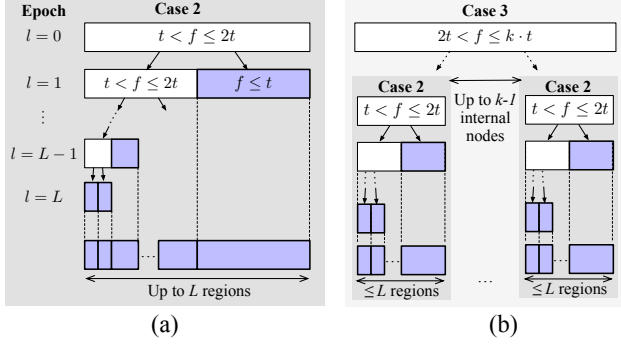 Epoch
Case 2
l = 0
t < f ≤ 2t
l = 1
t < f ≤ 2t
f ≤ t
⋮
l = L − 1
l = L
...
Up to L regions
(a)
Case 3
2t < f ≤ k · t
Case 2
Case 2
t < f ≤ 2t
Up to k-1
internal
nodes
t < f ≤ 2t
...
...
≤ L regions
...
≤ L regions
(b)